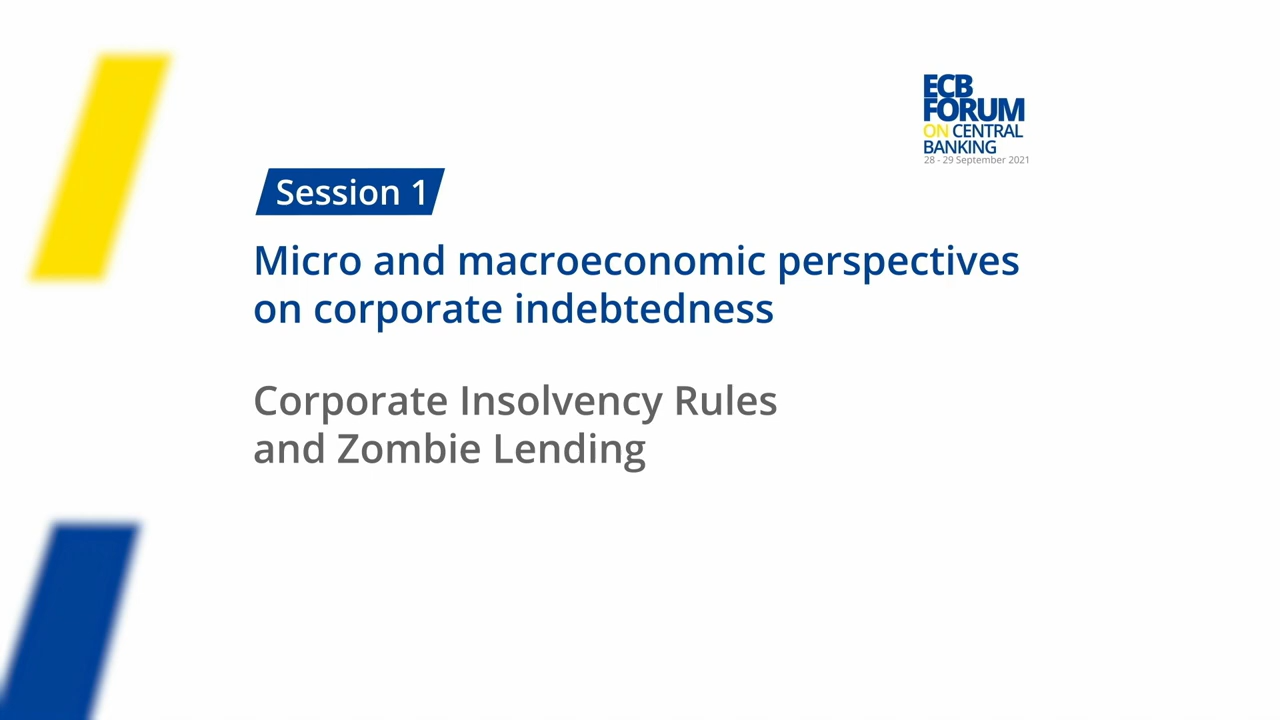 ECB
FORUM
ON CENTRAL
BANKING
28 - 29 September 2021
Session 1
Micro and macroeconomic perspectives
on corporate indebtedness
Corporate Insolvency Rules
and Zombie Lending